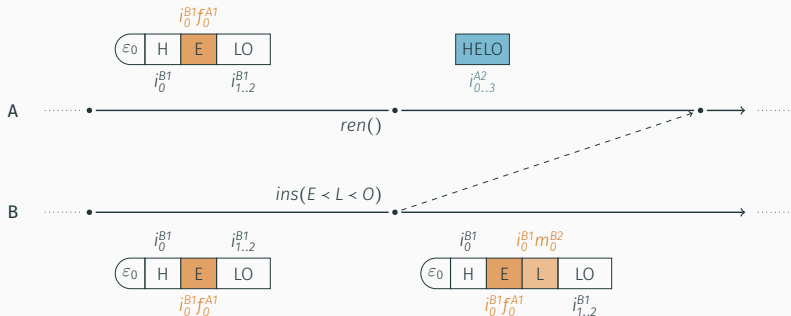 i₀ᴮ¹f₀ᴬ¹
ε₀ H E LO HELO
i₀ᴮ¹ i₁..₂ᴮ¹ i₀..₃ᴬ²
A
ren()
ins(E < L < O)
B
i₀ᴮ¹ i₁..₂ᴮ¹ i₀ᴮ¹ i₀ᴮ¹m₀ᴮ²
ε₀ H E LO ε₀ H E L LO
i₀ᴮ¹f₀ᴬ¹ i₀ᴮ¹f₀ᴬ¹ i₁..₂ᴮ¹